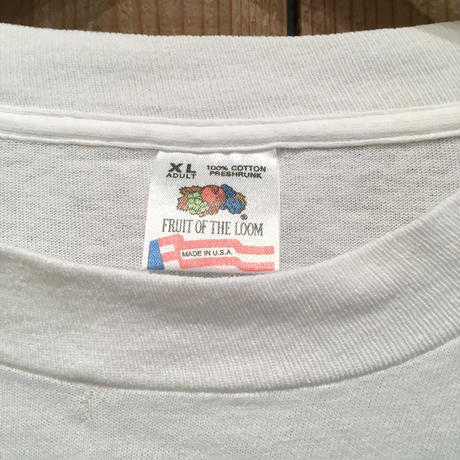 XL 100% COTTON
ADULT PRESHRUNK
®
FRUIT OF THE LOOM
MADE IN U.S.A.